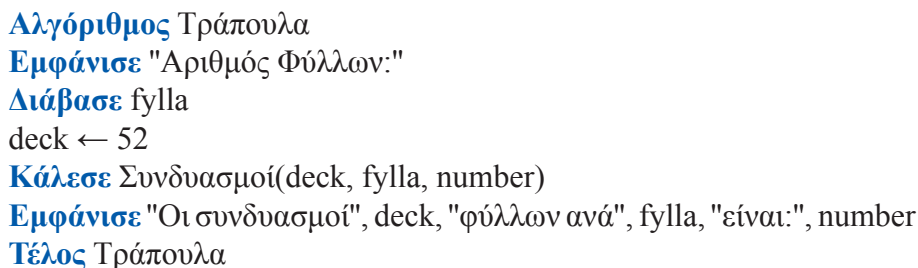 Αλγόριθμος Τράπουλα
Εμφάνισε "Αριθμός Φύλλων:"
Διάβασε fylla
deck ← 52
Κάλεσε Συνδυασμοί(deck, fylla, number)
Εμφάνισε "Οι συνδυασμοί", deck, "φύλλων ανά", fylla, "είναι:", number
Τέλος Τράπουλα